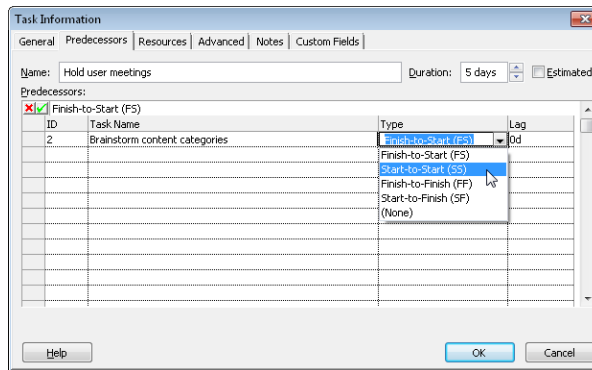 Task Information
General Predecessors Resources Advanced Notes Custom Fields
Name: Hold user meetings Duration: 5 days Estimated
Predecessors:
Finish-to-Start (FS)
ID Task Name Type Lag
2 Brainstorm content categories Finish-to-Start (FS) 0d
Finish-to-Start (FS)
Start-to-Start (SS)
Finish-to-Finish (FF)
Start-to-Finish (SF)
(None)
Help OK Cancel